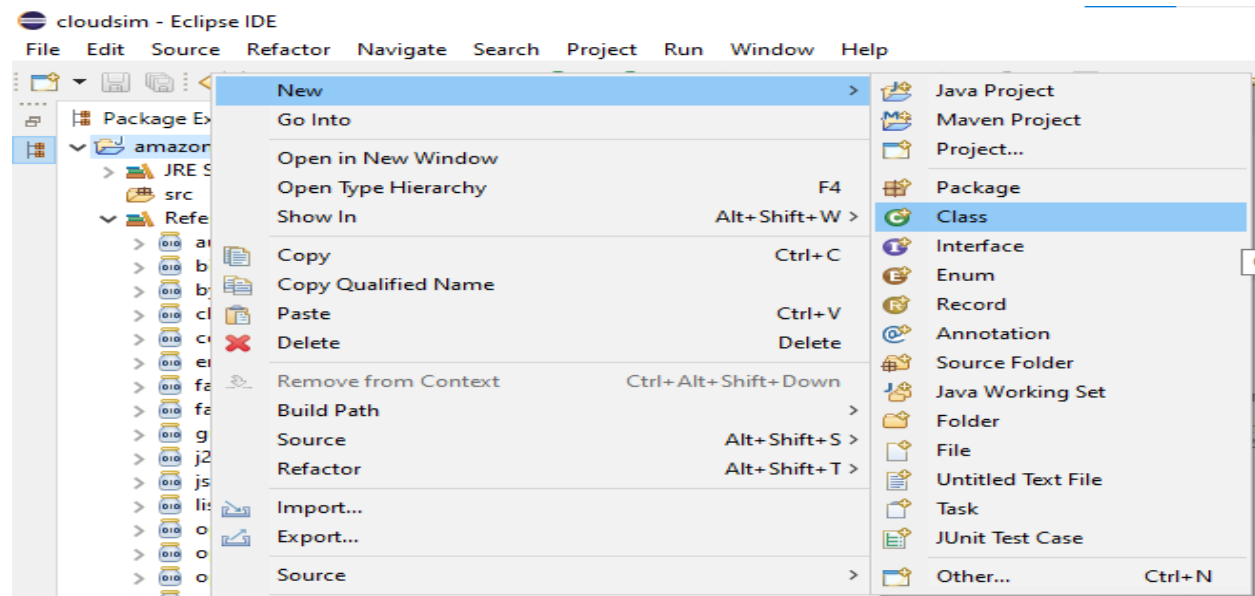 cloudsim - Eclipse IDE
File Edit Source Refactor Navigate Search Project Run Window Help
Package Ex
amazon
JRE S
src
Refe
b
g
j2
js
New >
Go Into
Open in New Window
Open Type Hierarchy F4
Show In Alt+Shift+W >
Copy Ctrl+C
Copy Qualified Name
Paste Ctrl+V
Delete Delete
Remove from Context Ctrl+Alt+Shift+Down
Build Path >
Source Alt+Shift+S >
Refactor Alt+Shift+T >
Import...
Export...
Source >
Java Project
Maven Project
Project...
Package
Class
Interface
Enum
Record
Annotation
Source Folder
Java Working Set
Folder
File
Untitled Text File
Task
JUnit Test Case
Other... Ctrl+N